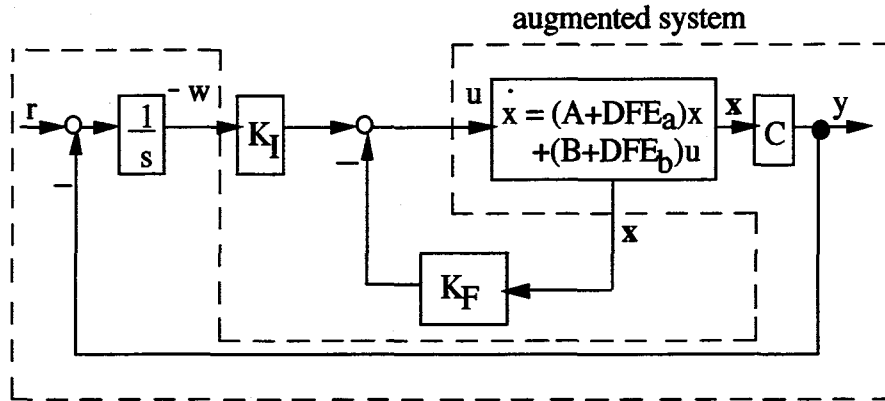 augmented system
r
−
1
s
− w
K_I
−
u
ẋ = (A+DFE_a)x
+(B+DFE_b)u
x
C
y
x
K_F